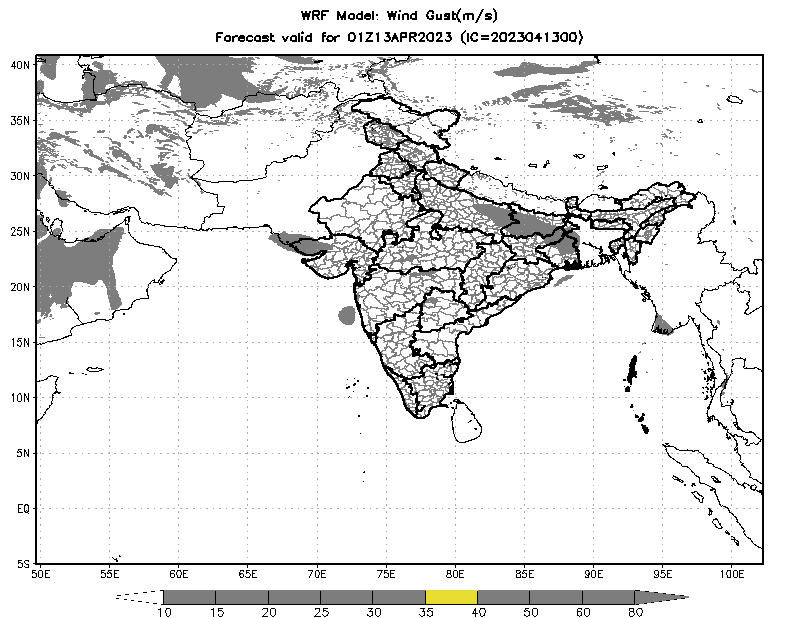 WRF Model: Wind Gust(m/s)
Forecast valid for 01Z13APR2023 (IC=2023041300)
40N
35N
30N
25N
20N
15N
10N
5N
EQ
5S
50E 55E 60E 65E 70E 75E 80E 85E 90E 95E 100E
10 15 20 25 30 35 40 50 60 80